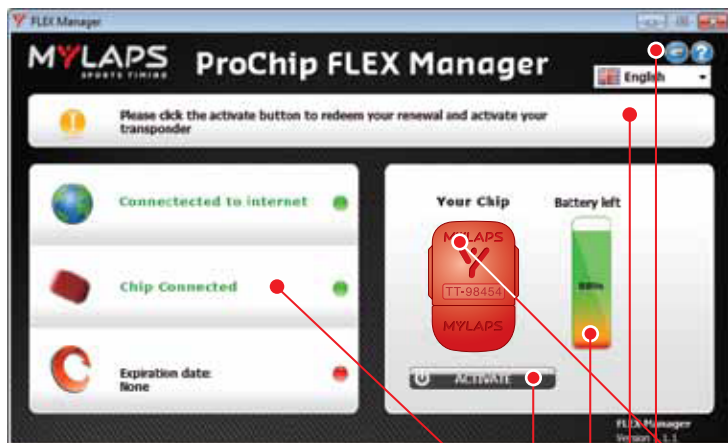 FLEX Manager
MYLAPS
SPORTS TIMING
ProChip FLEX Manager
English
Please click the activate button to redeem your renewal and activate your
transponder
Connectected to internet
Chip Connected
Expiration date:
None
Your Chip
Battery left
MYLAPS
TT-98454
MYLAPS
ACTIVATE
FLEX Manager
Version 1.1